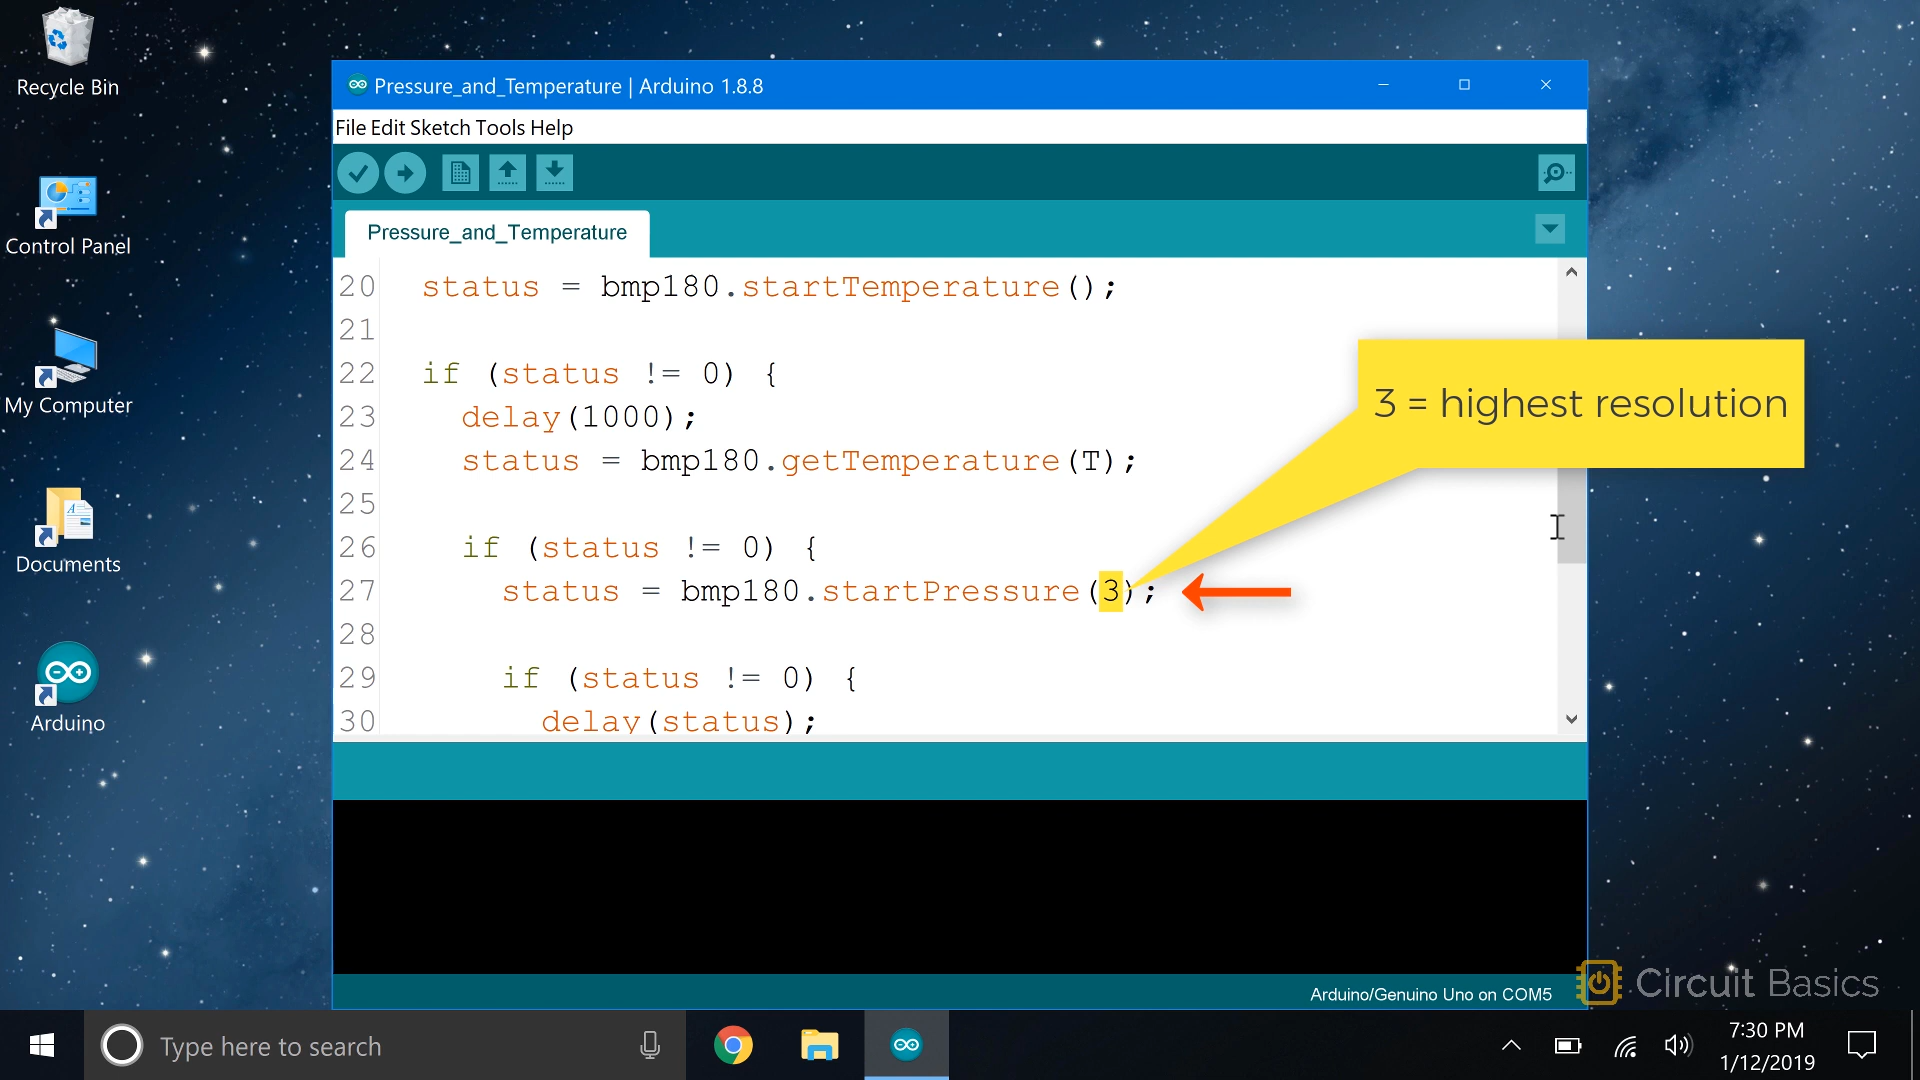 Recycle Bin
Control Panel
My Computer
Documents
Arduino
Pressure_and_Temperature | Arduino 1.8.8
File Edit Sketch Tools Help
Pressure_and_Temperature
20 status = bmp180.startTemperature();
21
22 if (status != 0) {
23 delay(1000);
24 status = bmp180.getTemperature(T);
25
26 if (status != 0) {
27 status = bmp180.startPressure(3);
28
29 if (status != 0) {
30 delay(status);
3 = highest resolution
Arduino/Genuino Uno on COM5
Circuit Basics
Type here to search
7:30 PM
1/12/2019